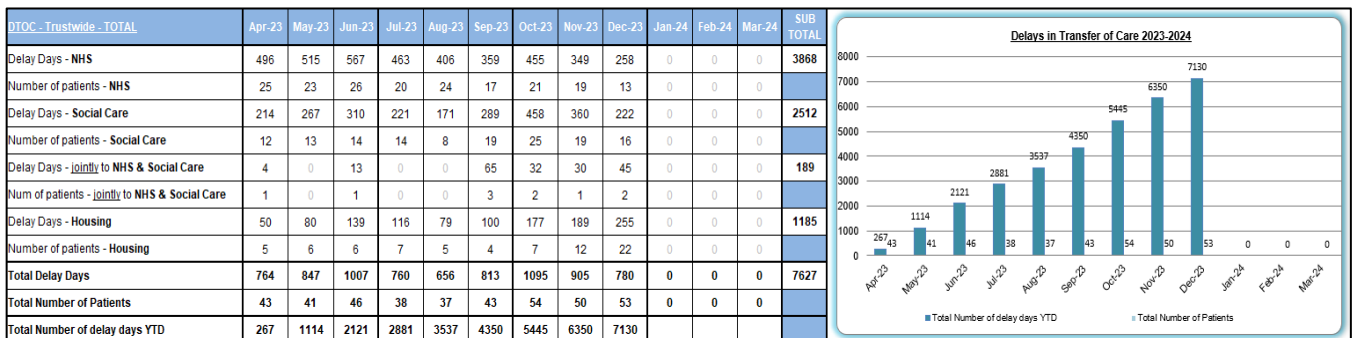 DTOC - Trustwide - TOTAL Apr-23 May-23 Jun-23 Jul-23 Aug-23 Sep-23 Oct-23 Nov-23 Dec-23 Jan-24 Feb-24 Mar-24 SUB TOTAL
Delay Days - NHS 496 515 567 463 406 359 455 349 258 0 0 0 3868
Number of patients - NHS 25 23 26 20 24 17 21 19 13 0 0 0
Delay Days - Social Care 214 267 310 221 171 289 458 360 222 0 0 0 2512
Number of patients - Social Care 12 13 14 14 8 19 25 19 16 0 0 0
Delay Days - jointly to NHS & Social Care 4 0 13 0 0 65 32 30 45 0 0 0 189
Num of patients - jointly to NHS & Social Care 1 0 1 0 0 3 2 1 2 0 0 0
Delay Days - Housing 50 80 139 116 79 100 177 189 255 0 0 0 1185
Number of patients - Housing 5 6 6 7 5 4 7 12 22 0 0 0
Total Delay Days 764 847 1007 760 656 813 1095 905 780 0 0 0 7627
Total Number of Patients 43 41 46 38 37 43 54 50 53 0 0 0
Total Number of delay days YTD 267 1114 2121 2881 3537 4350 5445 6350 7130
Delays in Transfer of Care 2023-2024
8000
7000
6000
5000
4000
3000
2000
1000
0
267 1114 2121 2881 3537 4350 5445 6350 7130
43 41 46 38 37 43 54 50 53 0 0 0
Apr-23 May-23 Jun-23 Jul-23 Aug-23 Sep-23 Oct-23 Nov-23 Dec-23 Jan-24 Feb-24 Mar-24
Total Number of delay days YTD Total Number of Patients